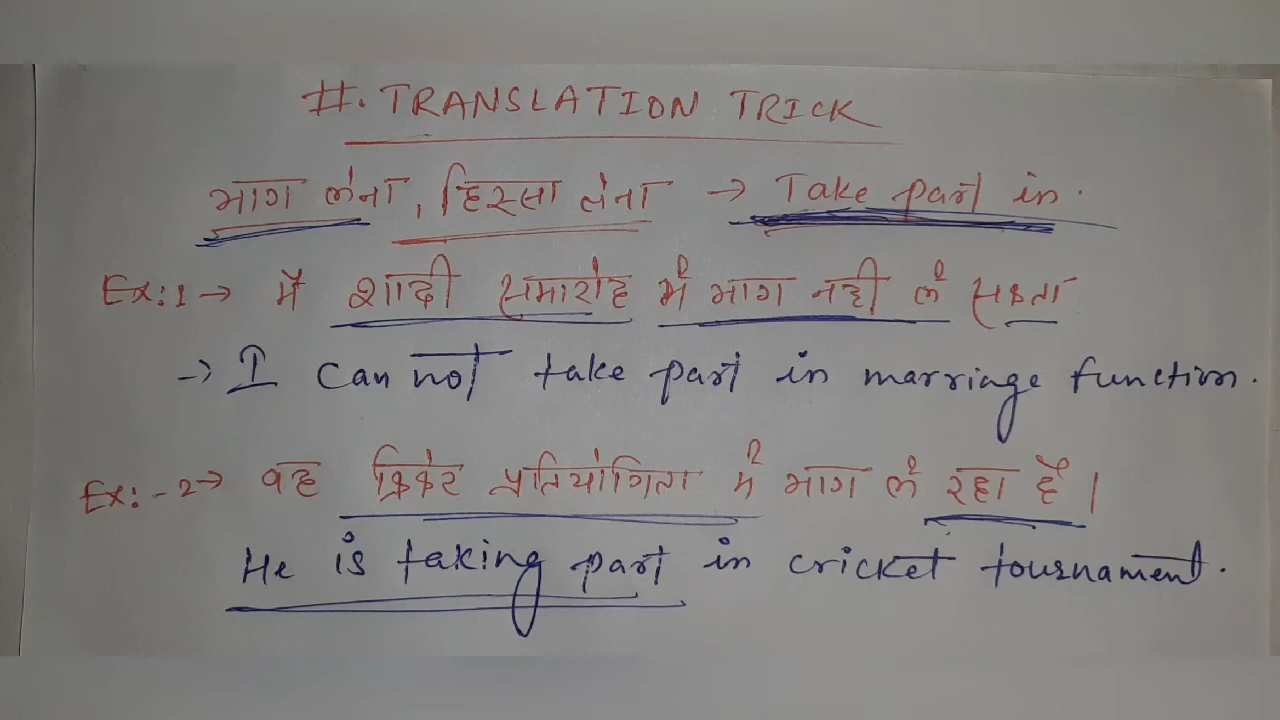 #. TRANSLATION TRICK
भाग लेना, हिस्सा लेना → Take part in.
Ex:1→ मैं शादी समारोह में भाग नही ले सकता
→ I can not take part in marriage function.
Ex:-2→ वह क्रिकेट प्रतियोगिता में भाग ले रहा है।
He is taking part in cricket tournament.